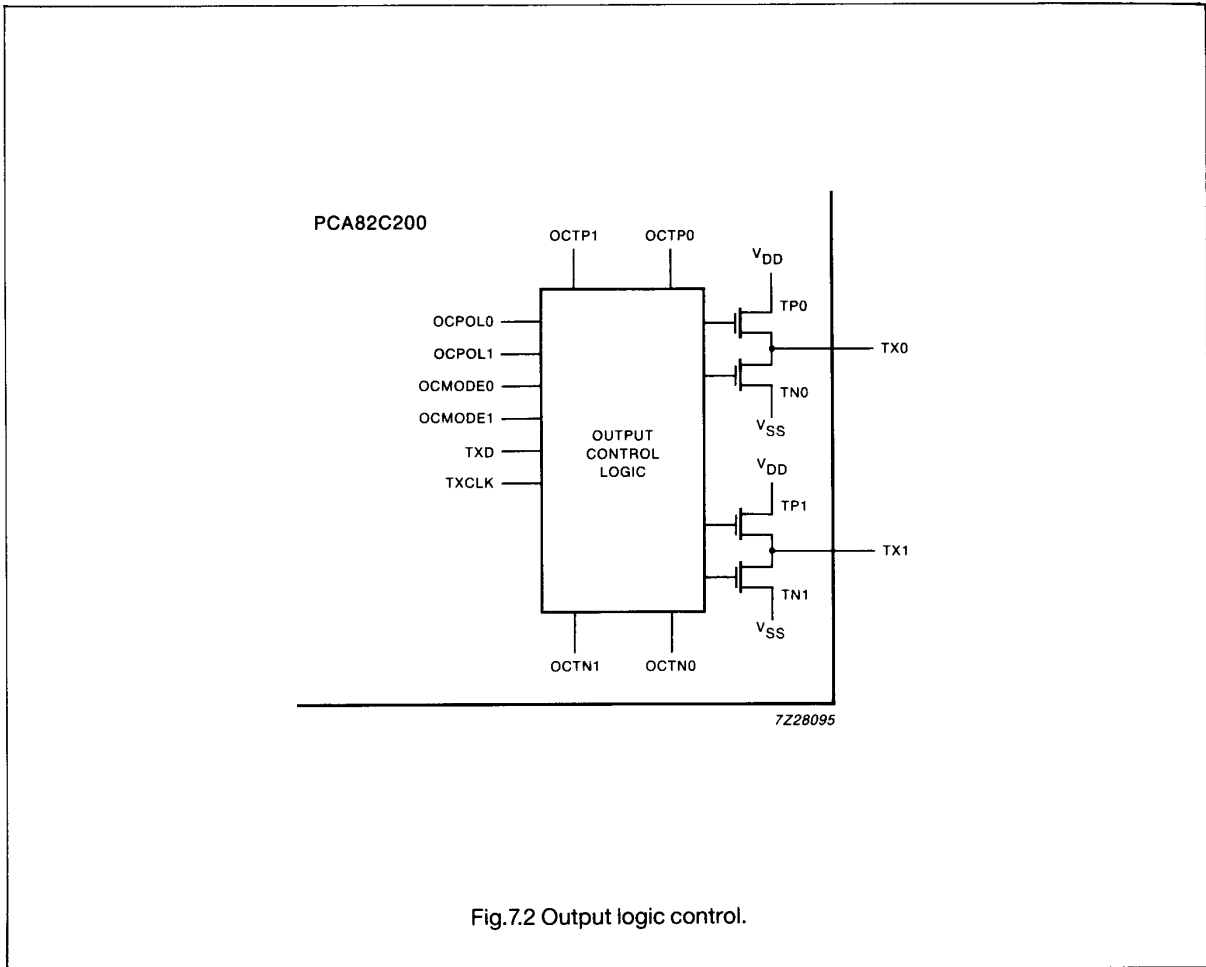 PCA82C200
OCTP1
OCTP0
VDD
TP0
OCPOL0
TX0
OCPOL1
OCMODE0
TN0
OCMODE1
VSS
OUTPUT
CONTROL
LOGIC
TXD
VDD
TXCLK
TP1
TX1
TN1
VSS
OCTN1
OCTN0
7Z28095
Fig.7.2 Output logic control.